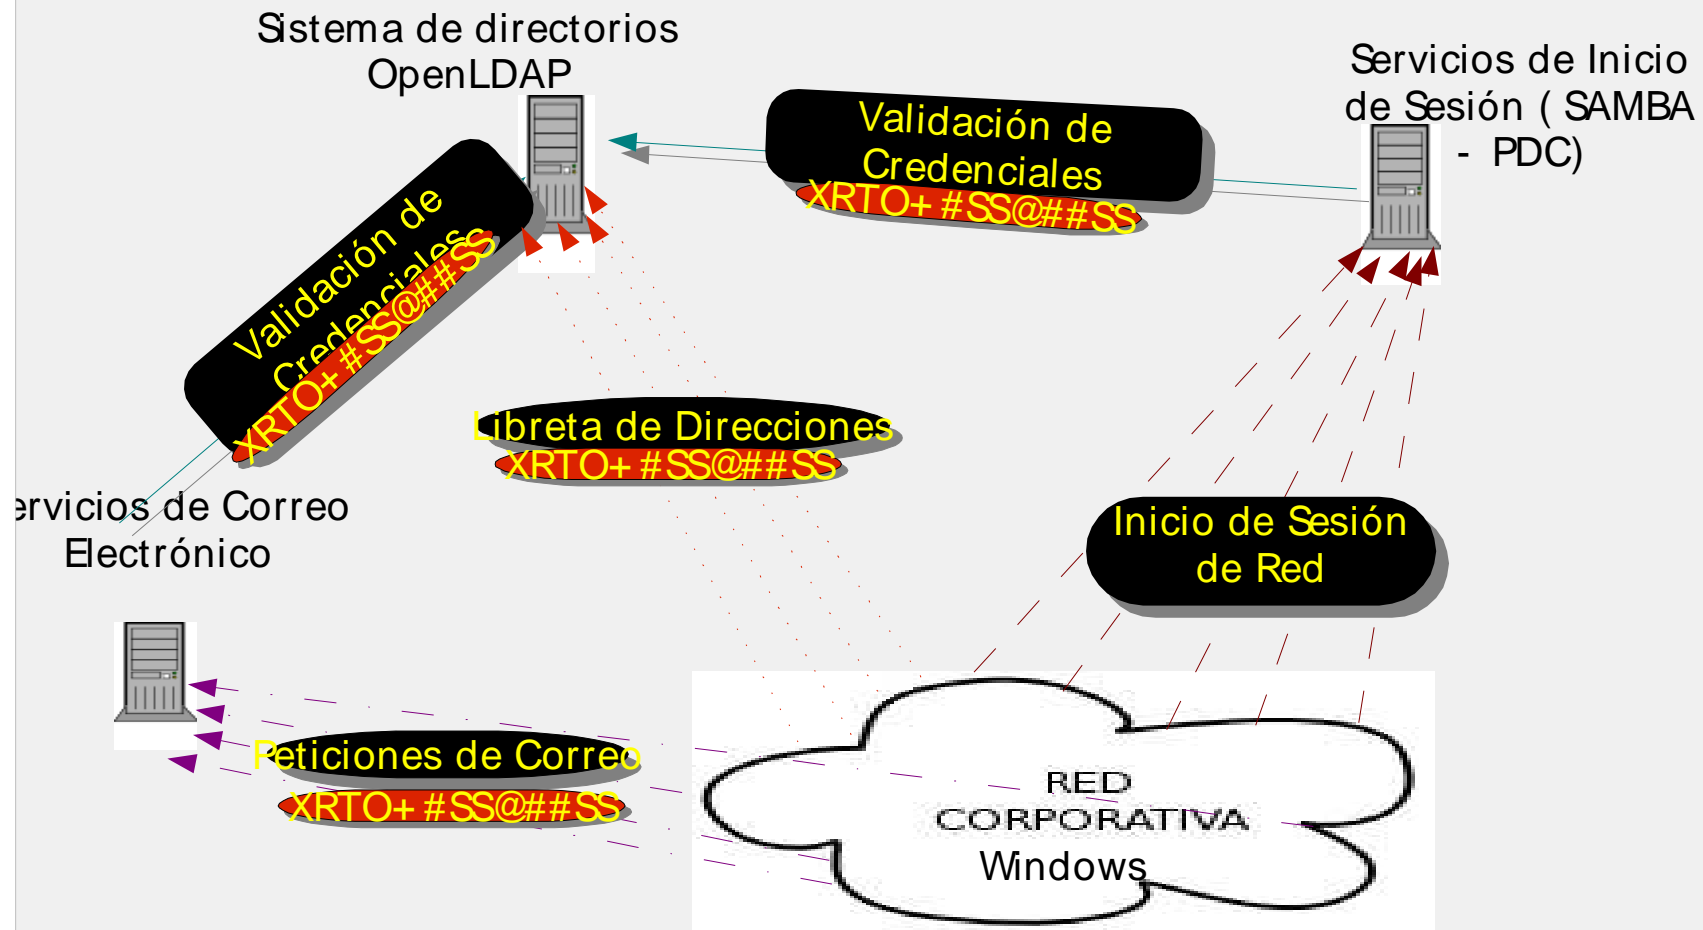 Sistema de directorios
OpenLDAP
Servicios de Inicio
de Sesión ( SAMBA
- PDC)
Validación de
Credenciales
XRTO+ #SS@##SS
Validación de
Credenciales
XRTO+ #SS@##SS
Libreta de Direcciones
XRTO+ #SS@##SS
ervicios de Correo
Electrónico
Inicio de Sesión
de Red
Peticiones de Correo
XRTO+ #SS@##SS
RED
CORPORATIVA
Windows